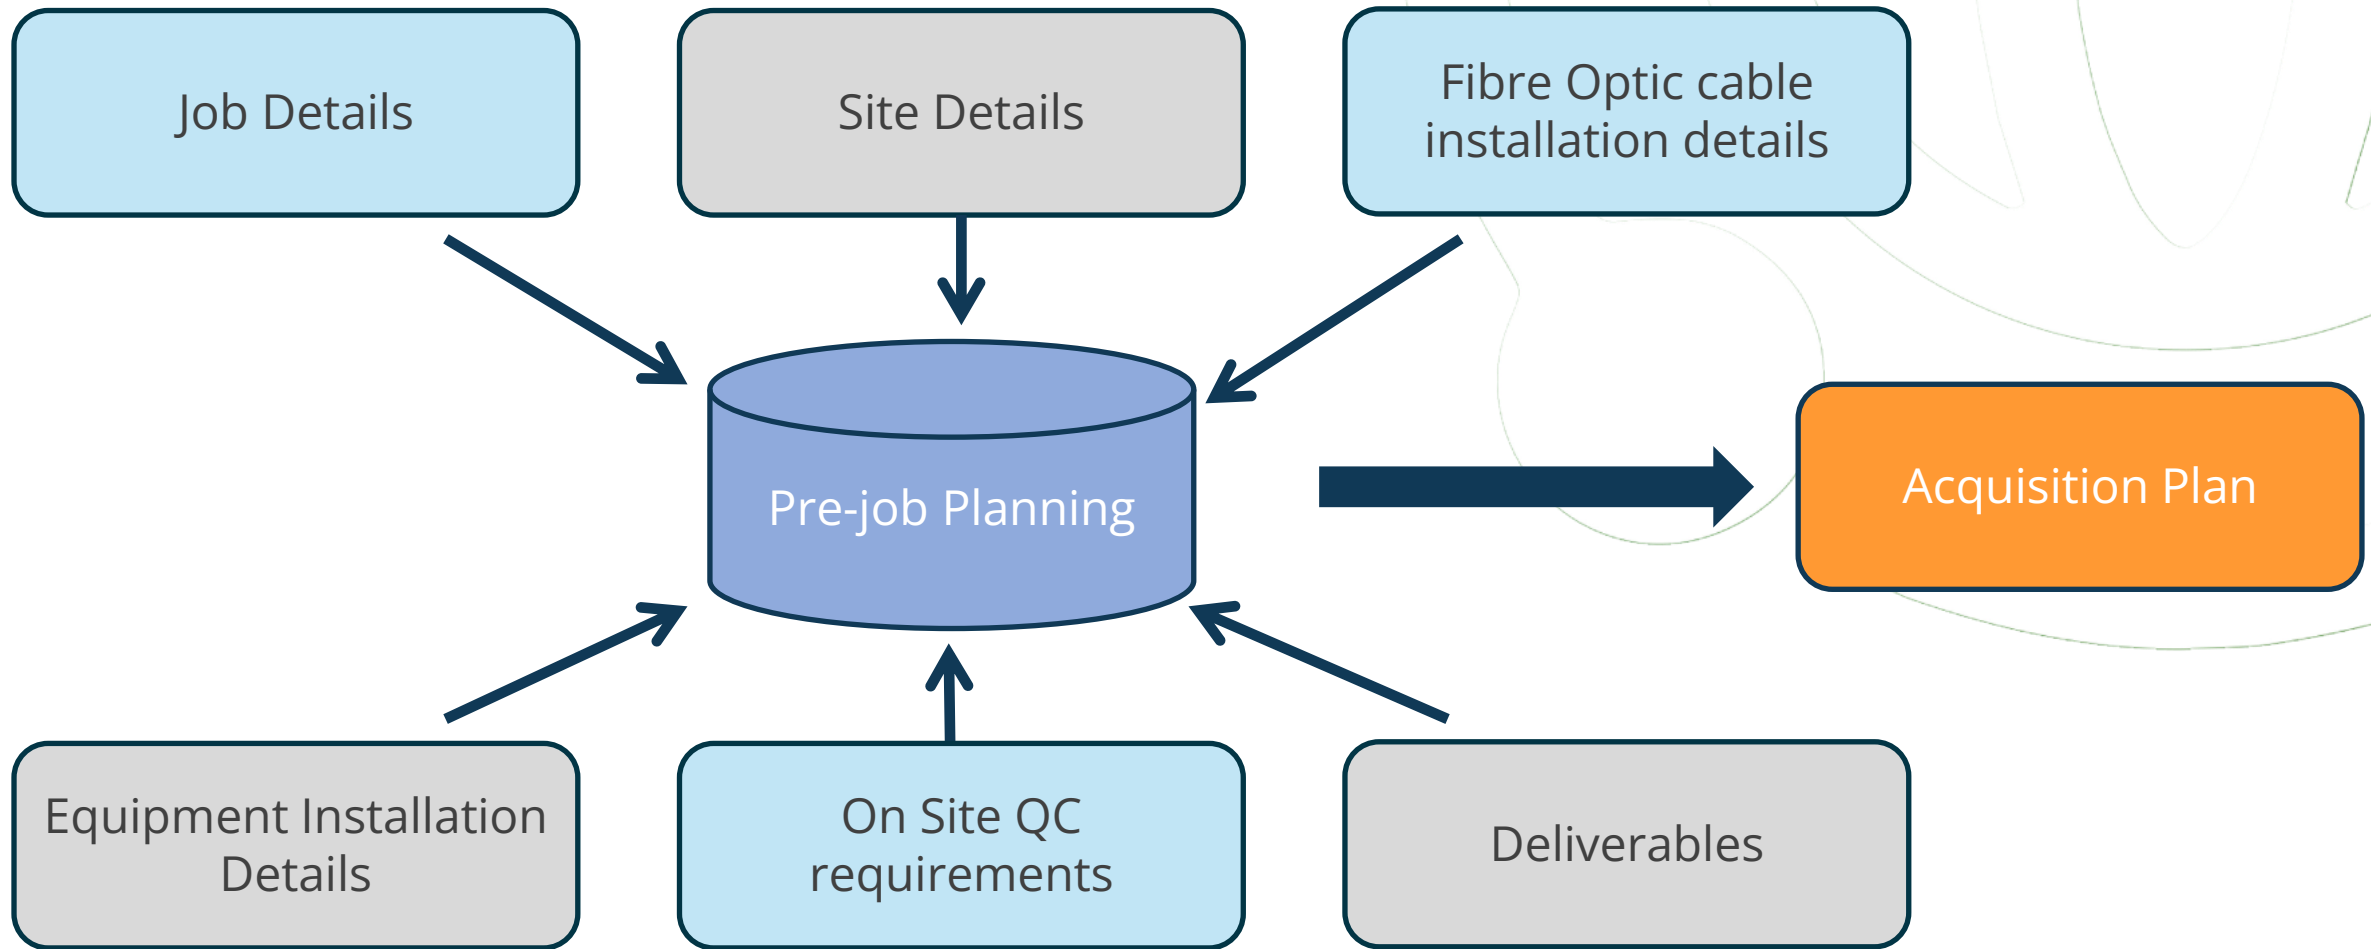 Job Details
Site Details
Fibre Optic cable
installation details
Pre-job Planning
Acquisition Plan
Equipment Installation
Details
On Site QC
requirements
Deliverables